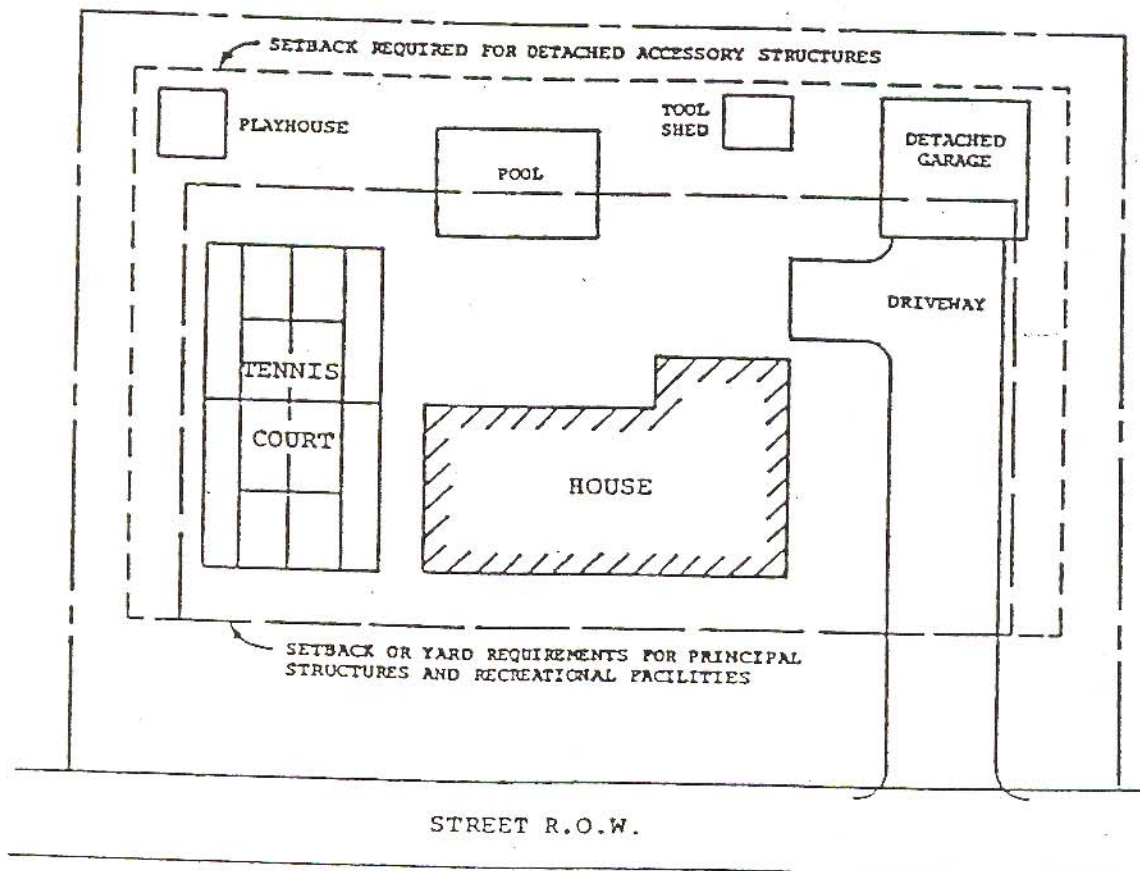 SETBACK REQUIRED FOR DETACHED ACCESSORY STRUCTURES
PLAYHOUSE
TOOL
SHED
DETACHED
GARAGE
POOL
DRIVEWAY
TENNIS
COURT
HOUSE
SETBACK OR YARD REQUIREMENTS FOR PRINCIPAL
STRUCTURES AND RECREATIONAL FACILITIES
STREET R.O.W.